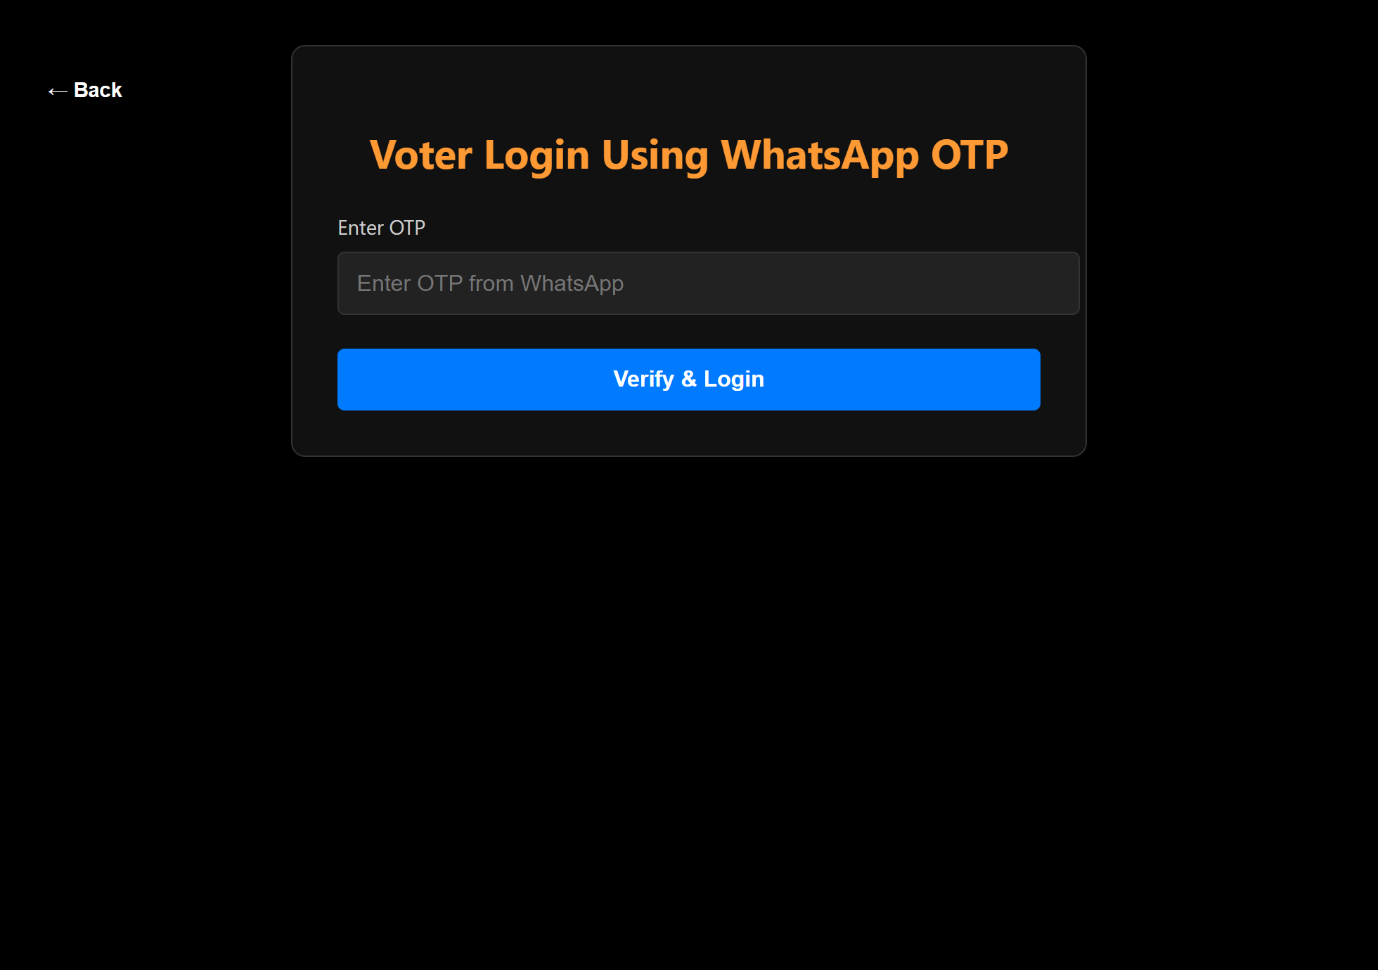 ← Back
Voter Login Using WhatsApp OTP
Enter OTP
Enter OTP from WhatsApp
Verify & Login